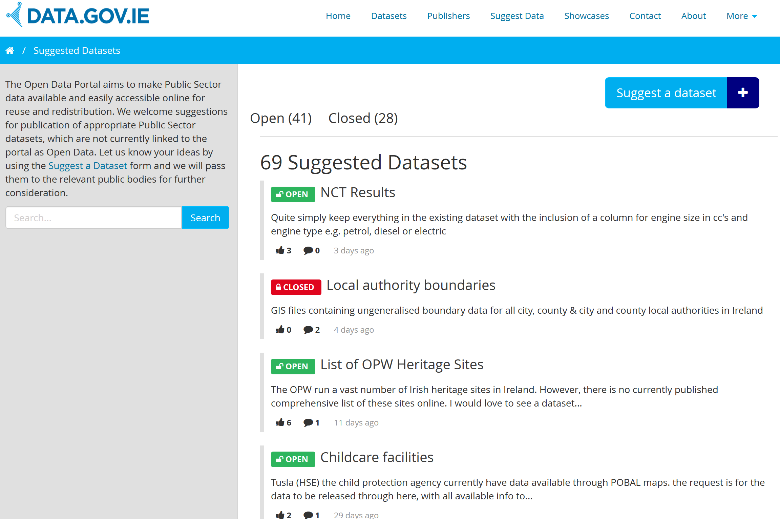 DATA.GOV.IE
Home Datasets Publishers Suggest Data Showcases Contact About More
/ Suggested Datasets
The Open Data Portal aims to make Public Sector
data available and easily accessible online for
reuse and redistribution. We welcome suggestions
for publication of appropriate Public Sector
datasets, which are not currently linked to the
portal as Open Data. Let us know your ideas by
using the Suggest a Dataset form and we will pass
them to the relevant public bodies for further
consideration.
Search... Search
Suggest a dataset +
Open (41) Closed (28)
69 Suggested Datasets
OPEN NCT Results
Quite simply keep everything in the existing dataset with the inclusion of a column for engine size in cc's and
engine type e.g. petrol, diesel or electric
3 0 3 days ago
CLOSED Local authority boundaries
GIS files containing ungeneralised boundary data for all city, county & city and county local authorities in Ireland
0 2 4 days ago
OPEN List of OPW Heritage Sites
The OPW run a vast number of Irish heritage sites in Ireland. However, there is no currently published
comprehensive list of these sites online. I would love to see a dataset...
6 1 11 days ago
OPEN Childcare facilities
Tusla (HSE) the child protection agency currently have data available through POBAL maps. the request is for the
data to be released through here, with all available info to...
2 1 29 days ago